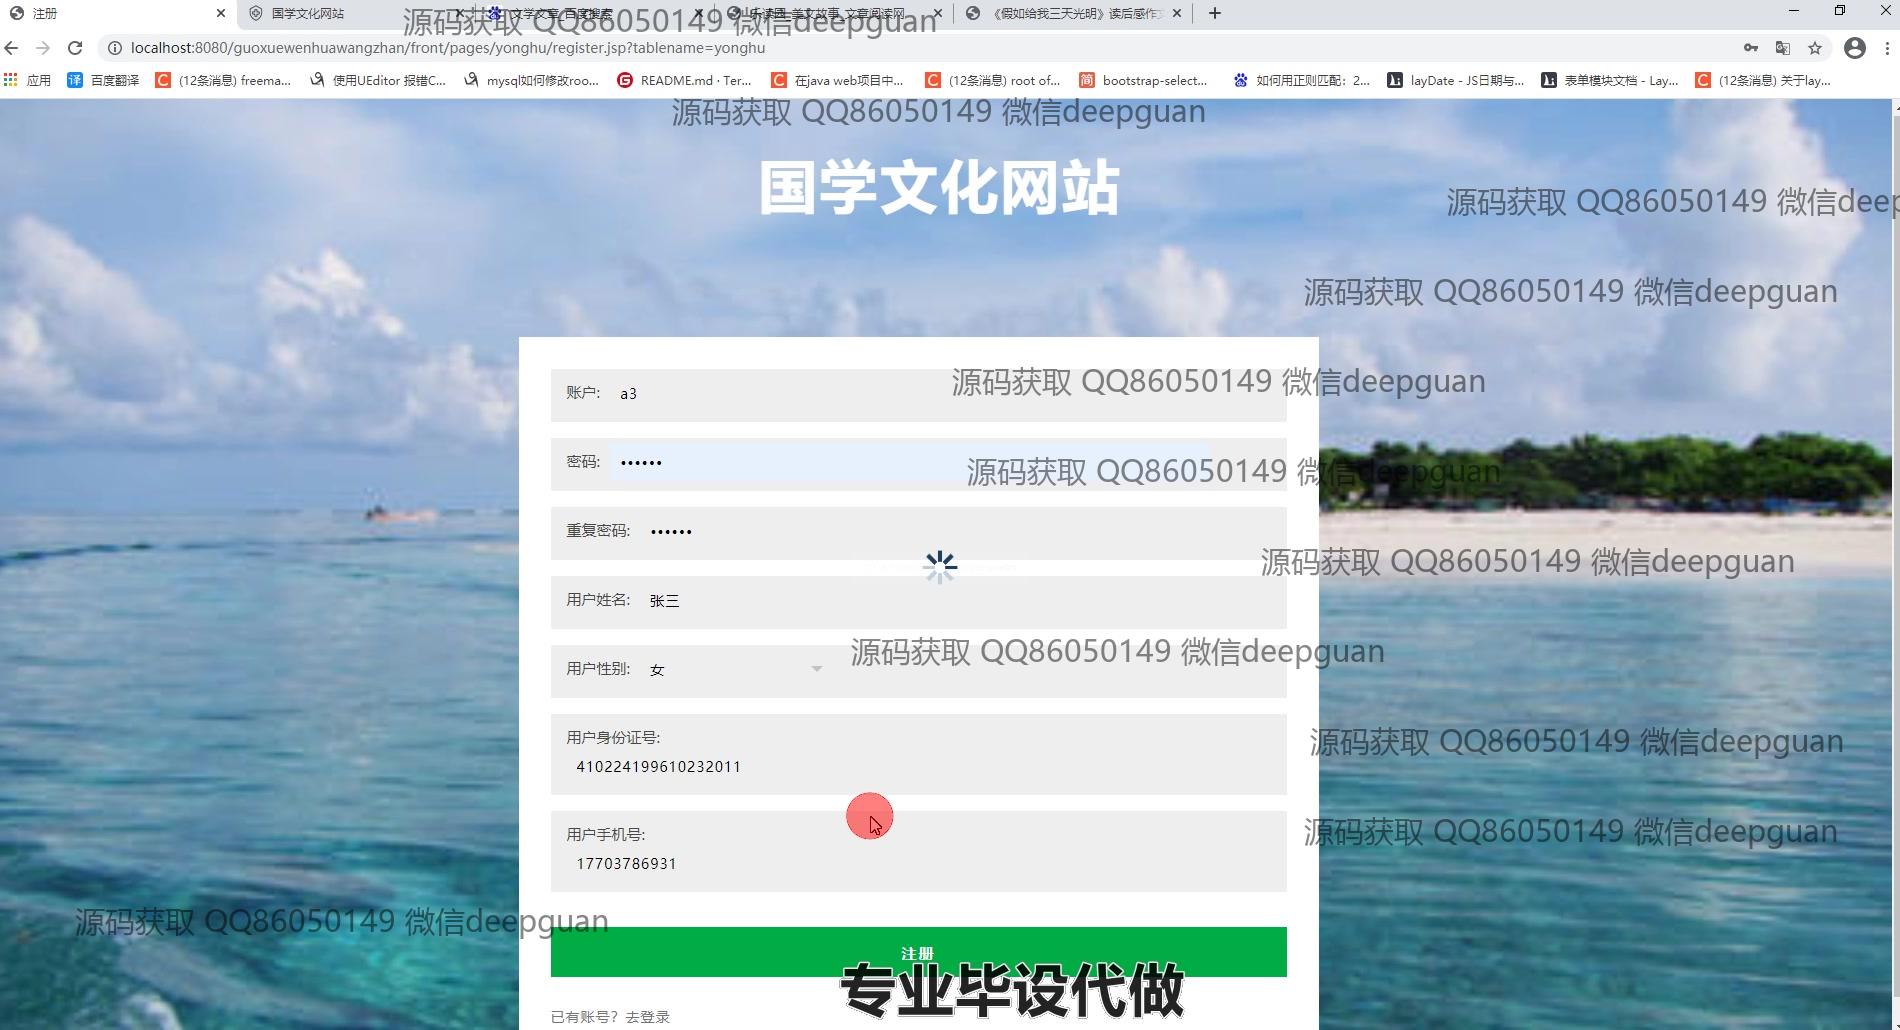 注册
国学文化网站
文学文章_百度搜索
乐读网_美文故事_文章阅读网
《假如给我三天光明》读后感作文
源码获取 QQ86050149 微信deepguan
localhost:8080/guoxuewenhuawangzhan/front/pages/yonghu/register.jsp?tablename=yonghu
应用
百度翻译
(12条消息) freema...
使用UEditor 报错C...
mysql如何修改roo...
README.md · Ter...
在java web项目中...
(12条消息) root of...
bootstrap-select...
如何用正则匹配：2...
layDate - JS日期与...
表单模块文档 - Lay...
(12条消息) 关于lay...
源码获取 QQ86050149 微信deepguan
国学文化网站
源码获取 QQ86050149 微信deep
源码获取 QQ86050149 微信deepguan
账户: a3
源码获取 QQ86050149 微信deepguan
密码: ••••••
源码获取 QQ86050149 微信deepguan
重复密码: ••••••
源码获取 QQ86050149 微信deepguan
用户姓名: 张三
用户性别: 女
源码获取 QQ86050149 微信deepguan
用户身份证号:
410224199610232011
源码获取 QQ86050149 微信deepguan
用户手机号:
17703786931
源码获取 QQ86050149 微信deepguan
源码获取 QQ86050149 微信deepguan
注册
专业毕设代做
已有账号？去登录